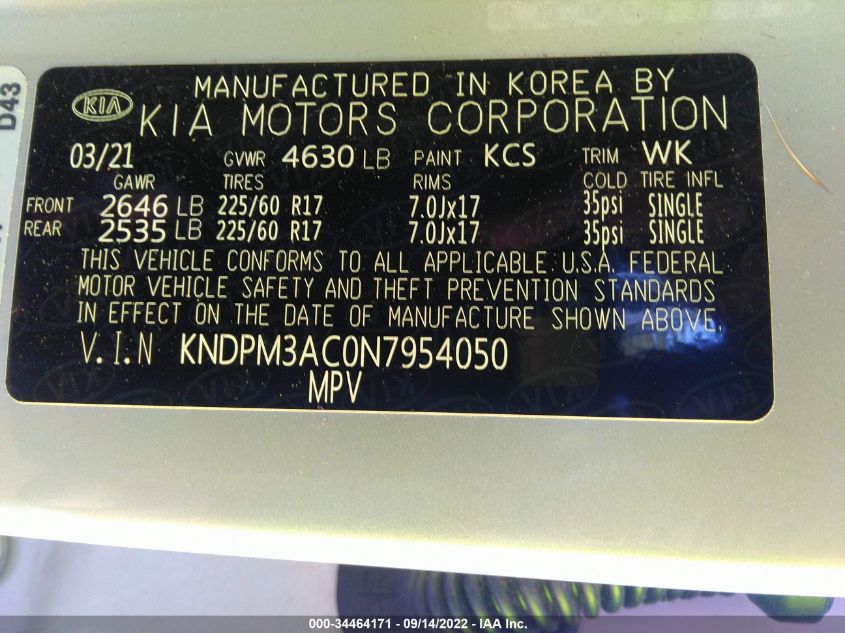 D43
KIA
MANUFACTURED IN KOREA BY
KIA MOTORS CORPORATION
03/21 GVWR 4630 LB PAINT KCS TRIM WK
GAWR TIRES RIMS COLD TIRE INFL
FRONT 2646 LB 225/60 R17 7.0Jx17 35psi SINGLE
REAR 2535 LB 225/60 R17 7.0Jx17 35psi SINGLE
THIS VEHICLE CONFORMS TO ALL APPLICABLE U.S.A. FEDERAL
MOTOR VEHICLE SAFETY AND THEFT PREVENTION STANDARDS
IN EFFECT ON THE DATE OF MANUFACTURE SHOWN ABOVE.
V.I.N KNDPM3AC0N7954050
MPV
000-34464171 - 09/14/2022 - IAA Inc.